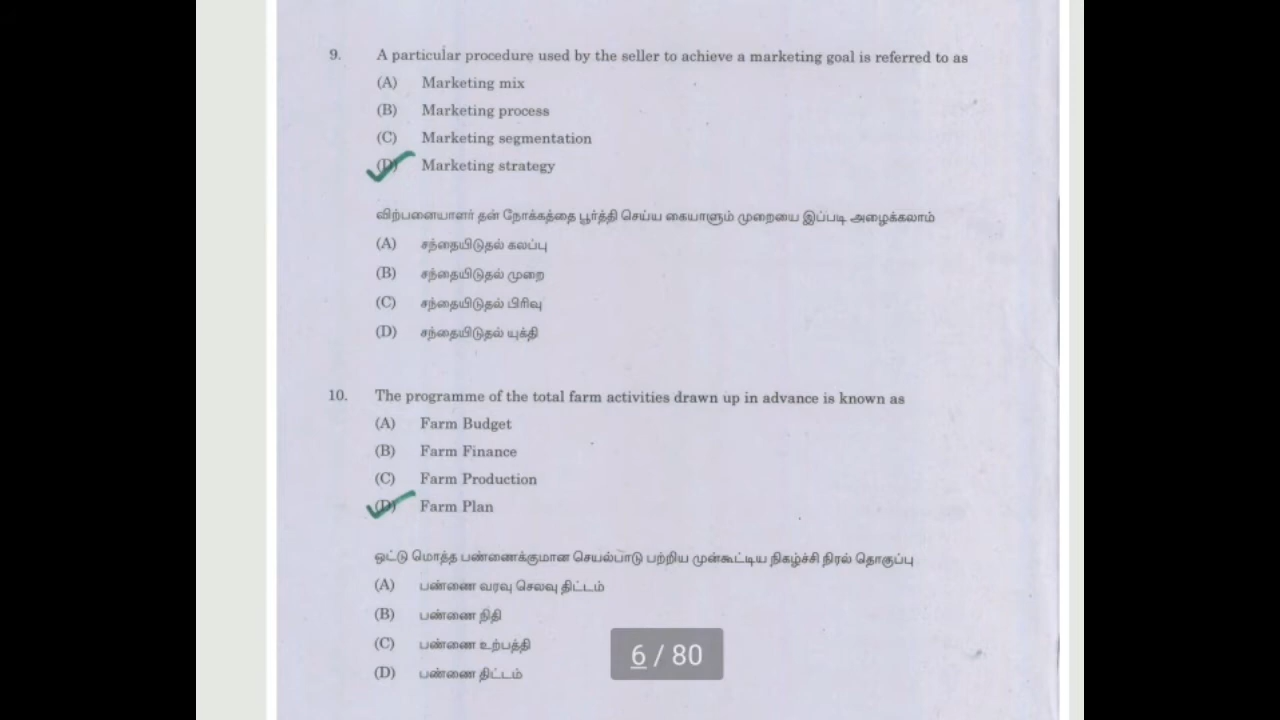 9. A particular procedure used by the seller to achieve a marketing goal is referred to as
(A) Marketing mix
(B) Marketing process
(C) Marketing segmentation
(D) Marketing strategy
விற்பனையாளர் தன் நோக்கத்தை பூர்த்தி செய்ய கையாளும் முறையை இப்படி அழைக்கலாம்
(A) சந்தையிடுதல் கலப்பு
(B) சந்தையிடுதல் முறை
(C) சந்தையிடுதல் பிரிவு
(D) சந்தையிடுதல் யுக்தி
10. The programme of the total farm activities drawn up in advance is known as
(A) Farm Budget
(B) Farm Finance
(C) Farm Production
(D) Farm Plan
ஒட்டு மொத்த பண்ணைக்குமான செயல்பாடு பற்றிய முன்கூட்டிய நிகழ்ச்சி நிரல் தொகுப்பு
(A) பண்ணை வரவு செலவு திட்டம்
(B) பண்ணை நிதி
(C) பண்ணை உற்பத்தி
(D) பண்ணை திட்டம்
6 / 80